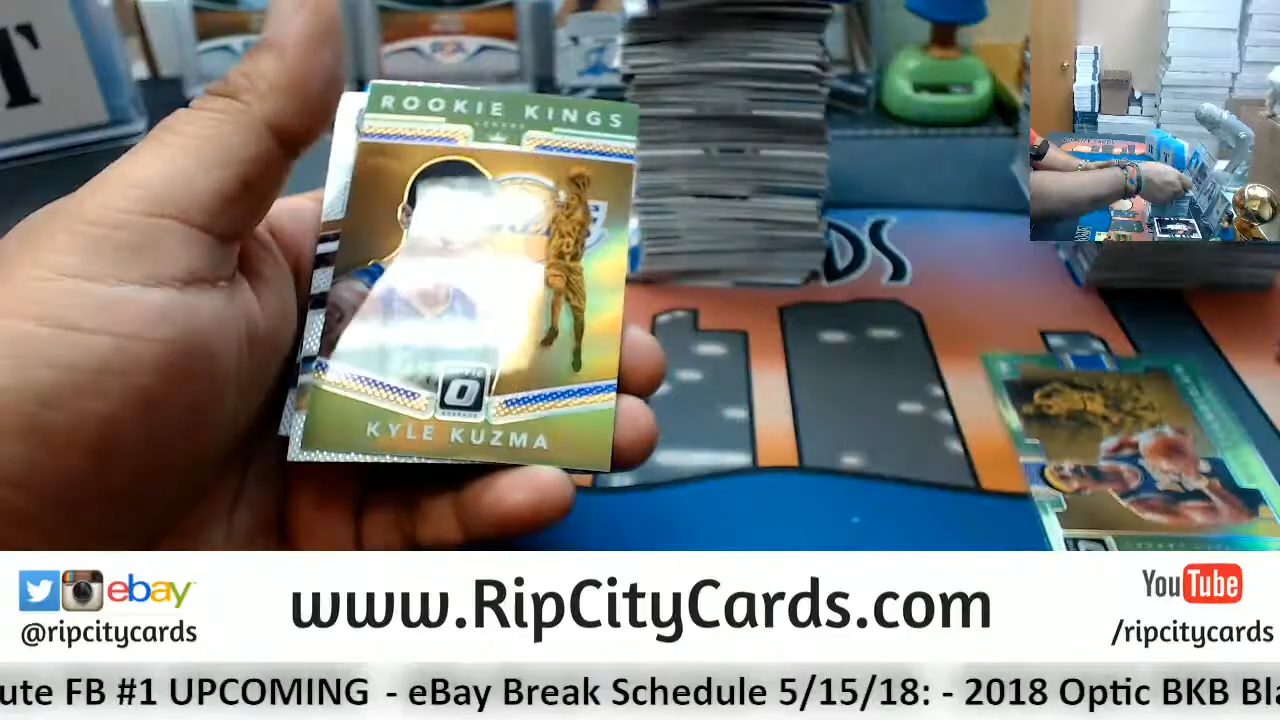 T
ROOKIE KINGS
O
KYLE KUZMA
DS
ebay
@ripcitycards
www.RipCityCards.com
YouTube
/ripcitycards
ute FB #1 UPCOMING - eBay Break Schedule 5/15/18: - 2018 Optic BKB Bla